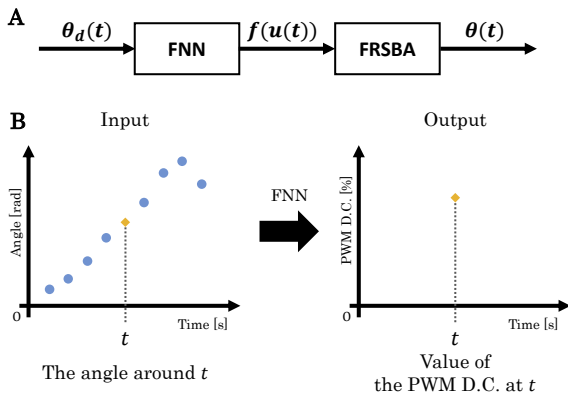 A
θ_d(t)
FNN
f(u(t))
FRSBA
θ(t)
B
Input
Output
Angle [rad]
0
t
Time [s]
The angle around t
FNN
PWM D.C. [%]
0
t
Time [s]
Value of
the PWM D.C. at t